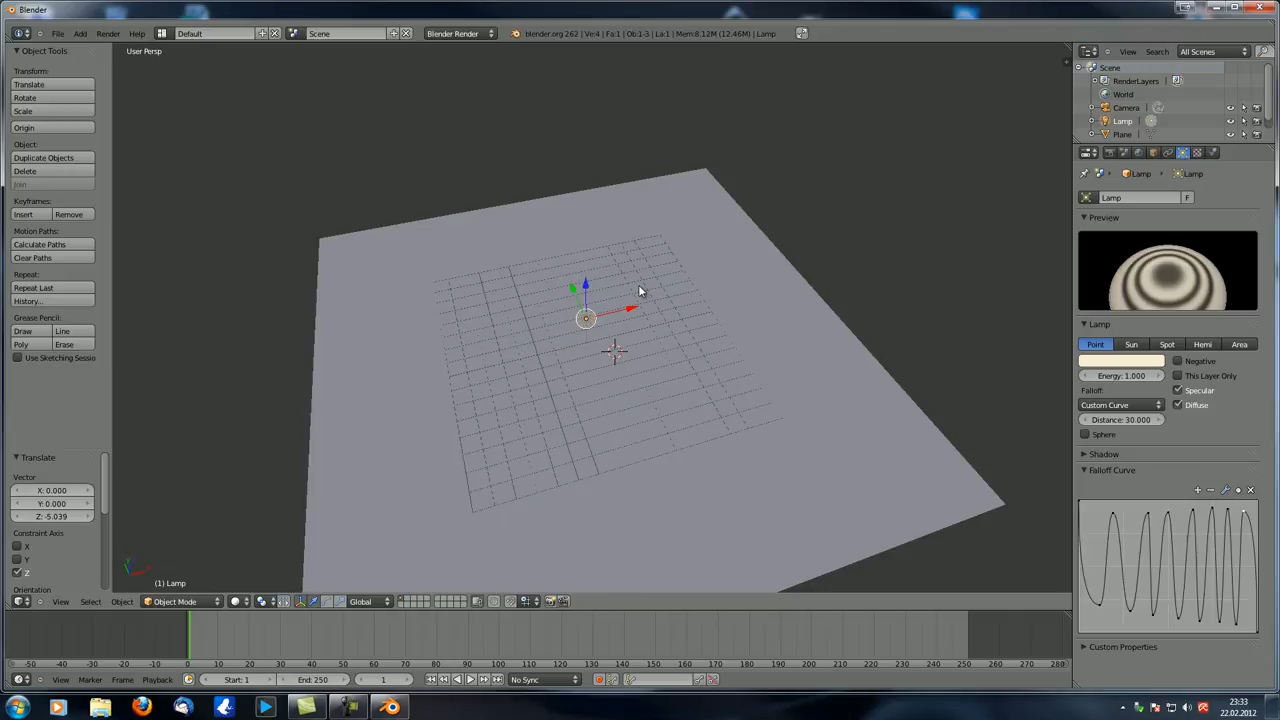 Blender
File Add Render Help Default Scene Blender Render blender.org 262 | Ve:4 | Fa:1 | Ob:1-3 | La:1 | Mem:8.12M (12.46M) | Lamp
View Search All Scenes
Object Tools
User Persp
Transform:
Translate
Rotate
Scale
Origin
Object:
Duplicate Objects
Delete
Join
Keyframes:
Insert Remove
Motion Paths:
Calculate Paths
Clear Paths
Repeat:
Repeat Last
History...
Grease Pencil:
Draw Line
Poly Erase
Use Sketching Sessio
Translate
Vector
X: 0.000
Y: 0.000
Z: -5.039
Constraint Axis
X
Y
Z
Orientation
(1) Lamp
Scene
RenderLayers
World
Camera
Lamp
Plane
Lamp Lamp
Lamp F
Preview
Lamp
Point Sun Spot Hemi Area
Negative
Energy: 1.000 This Layer Only
Falloff: Specular
Custom Curve Diffuse
Distance: 30.000
Sphere
Shadow
Falloff Curve
Custom Properties
View Select Object Object Mode Global
-50 -40 -30 -20 -10 0 10 20 30 40 50 60 70 80 90 100 110 120 130 140 150 160 170 180 190 200 210 220 230 240 250 260 270 280
View Marker Frame Playback Start: 1 End: 250 1 No Sync
23:33
22.02.2012